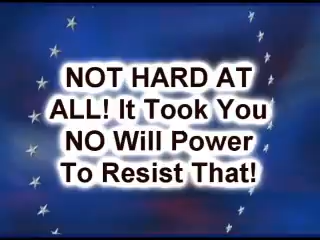 NOT HARD AT
ALL! It Took You
NO Will Power
To Resist That!